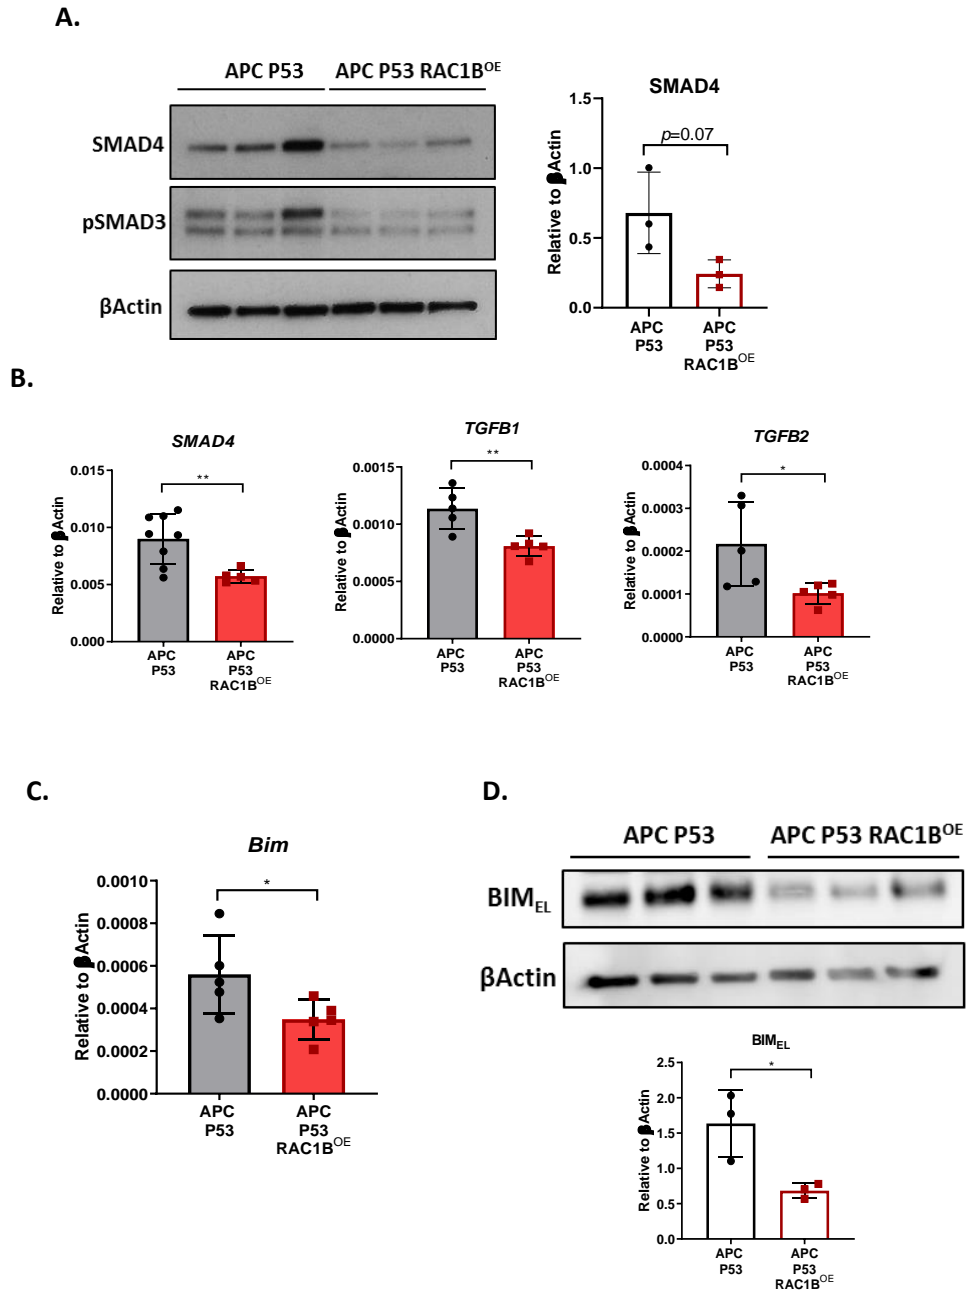 A.
APC P53 APC P53 RAC1B^OE
SMAD4
pSMAD3
βActin
SMAD4
Relative to βActin
1.5
1.0
0.5
0.0
p=0.07
APC
P53
APC
P53
RAC1B^OE
B.
SMAD4
Relative to βActin
0.015
0.010
0.005
0.000
**
APC
P53
APC
P53
RAC1B^OE
TGFB1
Relative to βActin
0.0015
0.0010
0.0005
0.0000
**
APC
P53
APC
P53
RAC1B^OE
TGFB2
Relative to βActin
0.0004
0.0003
0.0002
0.0001
0.0000
*
APC
P53
APC
P53
RAC1B^OE
C.
Bim
Relative to βActin
0.0010
0.0008
0.0006
0.0004
0.0002
0.0000
*
APC
P53
APC
P53
RAC1B^OE
D.
APC P53 APC P53 RAC1B^OE
BIM_EL
βActin
BIM_EL
Relative to βActin
2.5
2.0
1.5
1.0
0.5
0.0
*
APC
P53
APC
P53
RAC1B^OE